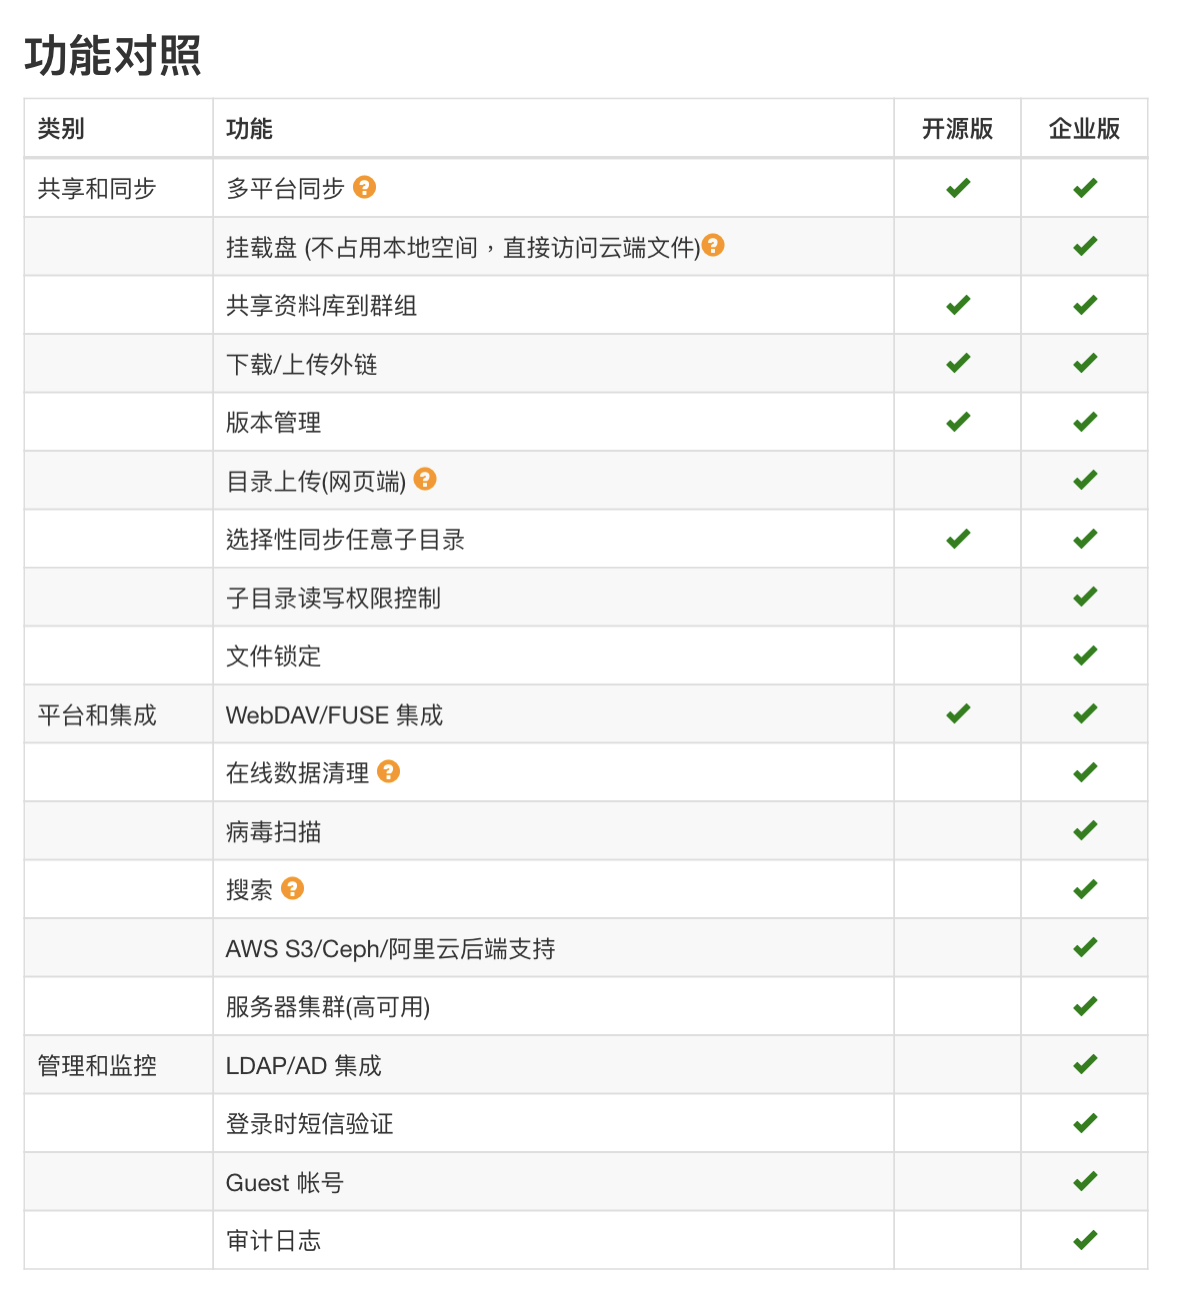 功能对照
类别 功能 开源版 企业版
共享和同步 多平台同步
挂载盘 (不占用本地空间，直接访问云端文件)
共享资料库到群组
下载/上传外链
版本管理
目录上传(网页端)
选择性同步任意子目录
子目录读写权限控制
文件锁定
平台和集成 WebDAV/FUSE 集成
在线数据清理
病毒扫描
搜索
AWS S3/Ceph/阿里云后端支持
服务器集群(高可用)
管理和监控 LDAP/AD 集成
登录时短信验证
Guest 帐号
审计日志